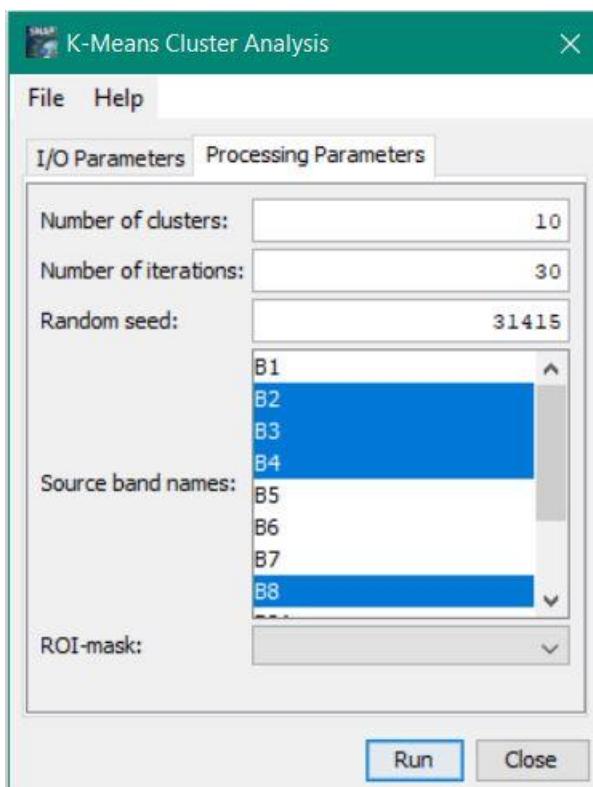 SNAP
K-Means Cluster Analysis
File Help
I/O Parameters Processing Parameters
Number of clusters: 10
Number of iterations: 30
Random seed: 31415
B1
B2
B3
B4
Source band names:
B5
B6
B7
B8
ROI-mask:
Run Close